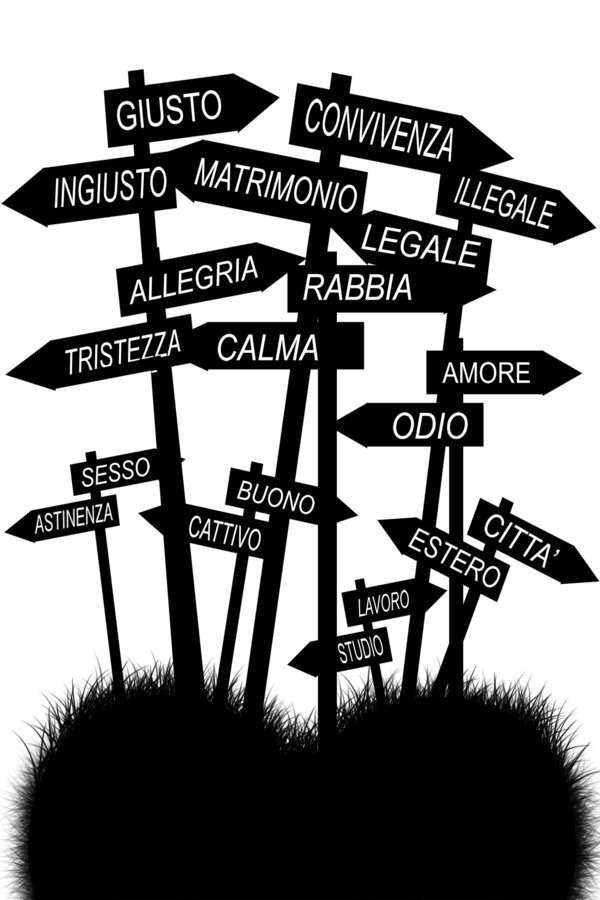 GIUSTO
CONVIVENZA
INGIUSTO
MATRIMONIO
ILLEGALE
LEGALE
ALLEGRIA
RABBIA
TRISTEZZA
CALMA
AMORE
ODIO
SESSO
BUONO
ASTINENZA
CATTIVO
CITTA'
ESTERO
LAVORO
STUDIO